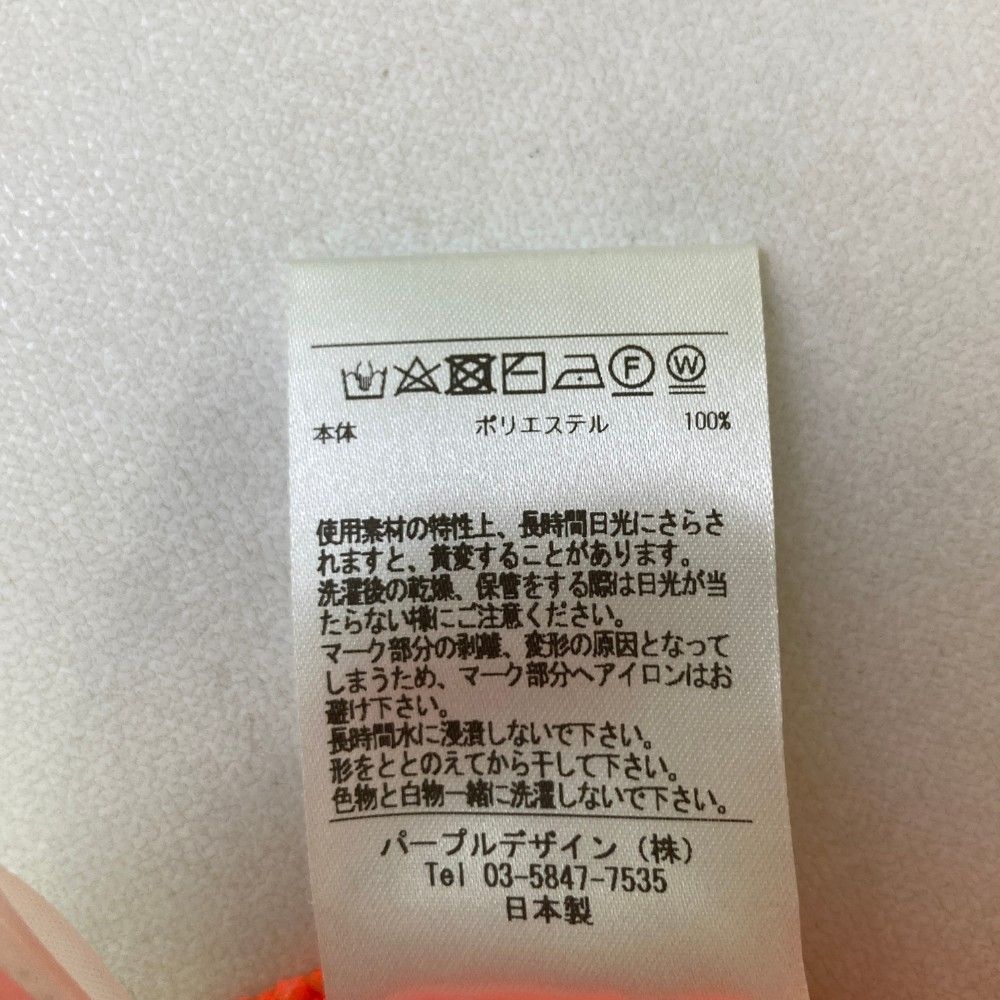 F W
本体 ポリエステル 100%
使用素材の特性上、長時間日光にさらさ
れますと、黄変することがあります。
洗濯後の乾燥、保管をする際は日光が当
たらない様にご注意ください。
マーク部分の剥離、変形の原因となって
しまうため、マーク部分へアイロンはお
避け下さい。
長時間水に浸漬しないで下さい。
形をととのえてから干して下さい。
色物と白物一緒に洗濯しないで下さい。
パープルデザイン（株）
Tel 03-5847-7535
日本製